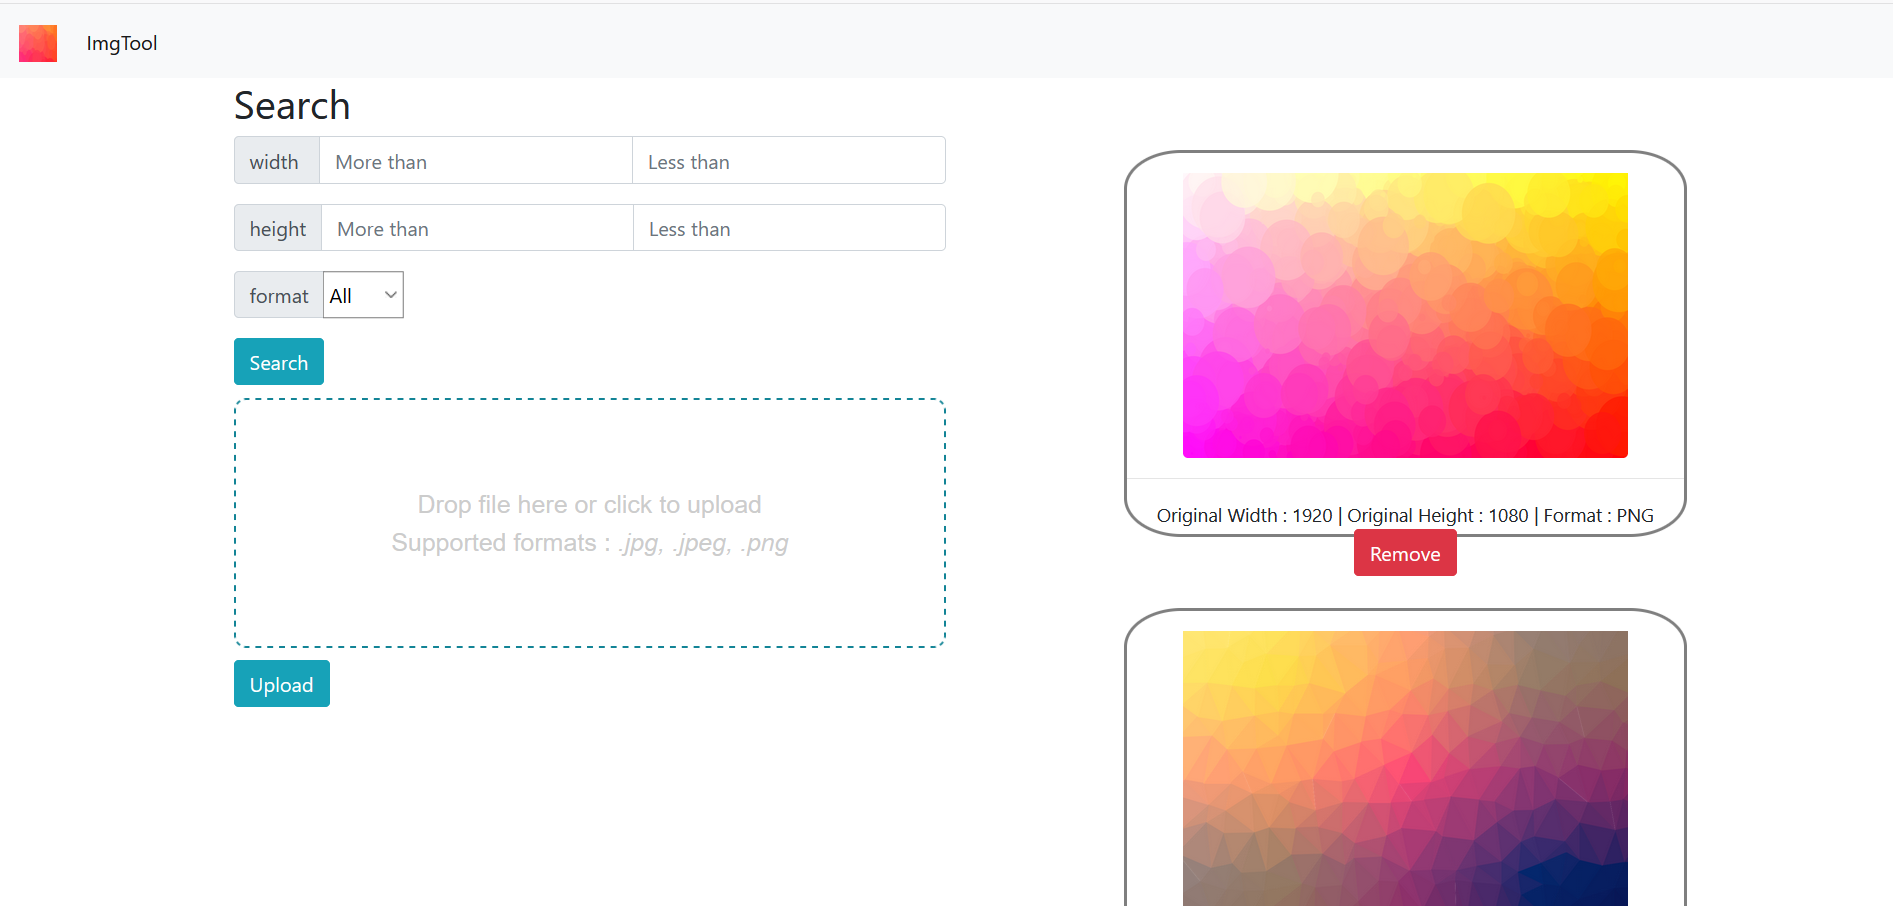 ImgTool
Search
width More than Less than
height More than Less than
format All
Search
Drop file here or click to upload
Supported formats : .jpg, .jpeg, .png
Upload
Original Width : 1920 | Original Height : 1080 | Format : PNG
Remove